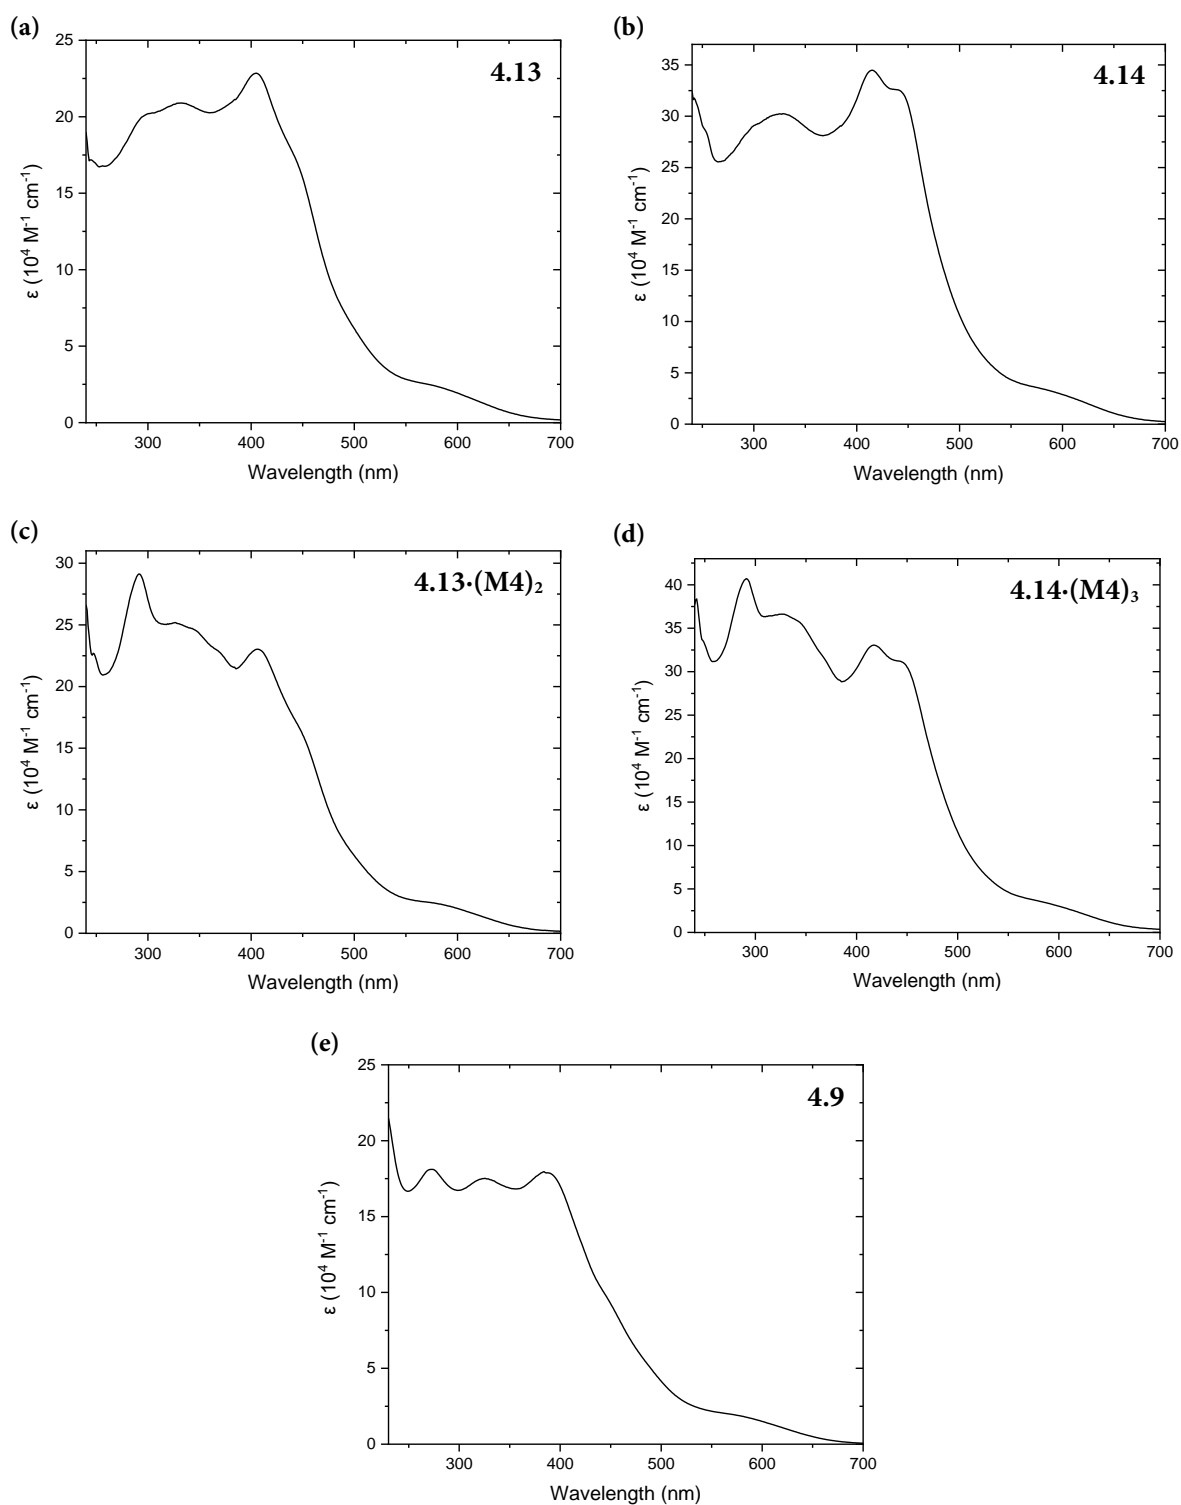 (a)
4.13
25
20
15
10
5
0
ε (10⁴ M⁻¹ cm⁻¹)
300 400 500 600 700
Wavelength (nm)
(b)
4.14
35
30
25
20
15
10
5
0
ε (10⁴ M⁻¹ cm⁻¹)
300 400 500 600 700
Wavelength (nm)
(c)
4.13·(M4)₂
30
25
20
15
10
5
0
ε (10⁴ M⁻¹ cm⁻¹)
300 400 500 600 700
Wavelength (nm)
(d)
4.14·(M4)₃
40
35
30
25
20
15
10
5
0
ε (10⁴ M⁻¹ cm⁻¹)
300 400 500 600 700
Wavelength (nm)
(e)
4.9
25
20
15
10
5
0
ε (10⁴ M⁻¹ cm⁻¹)
300 400 500 600 700
Wavelength (nm)